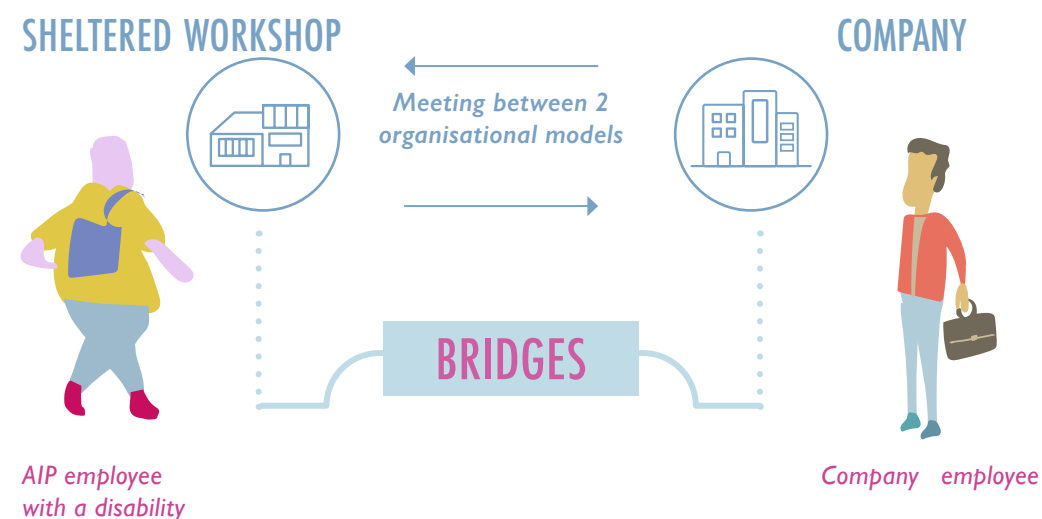 SHELTERED WORKSHOP
COMPANY
Meeting between 2
organisational models
BRIDGES
AIP employee
with a disability
Company employee